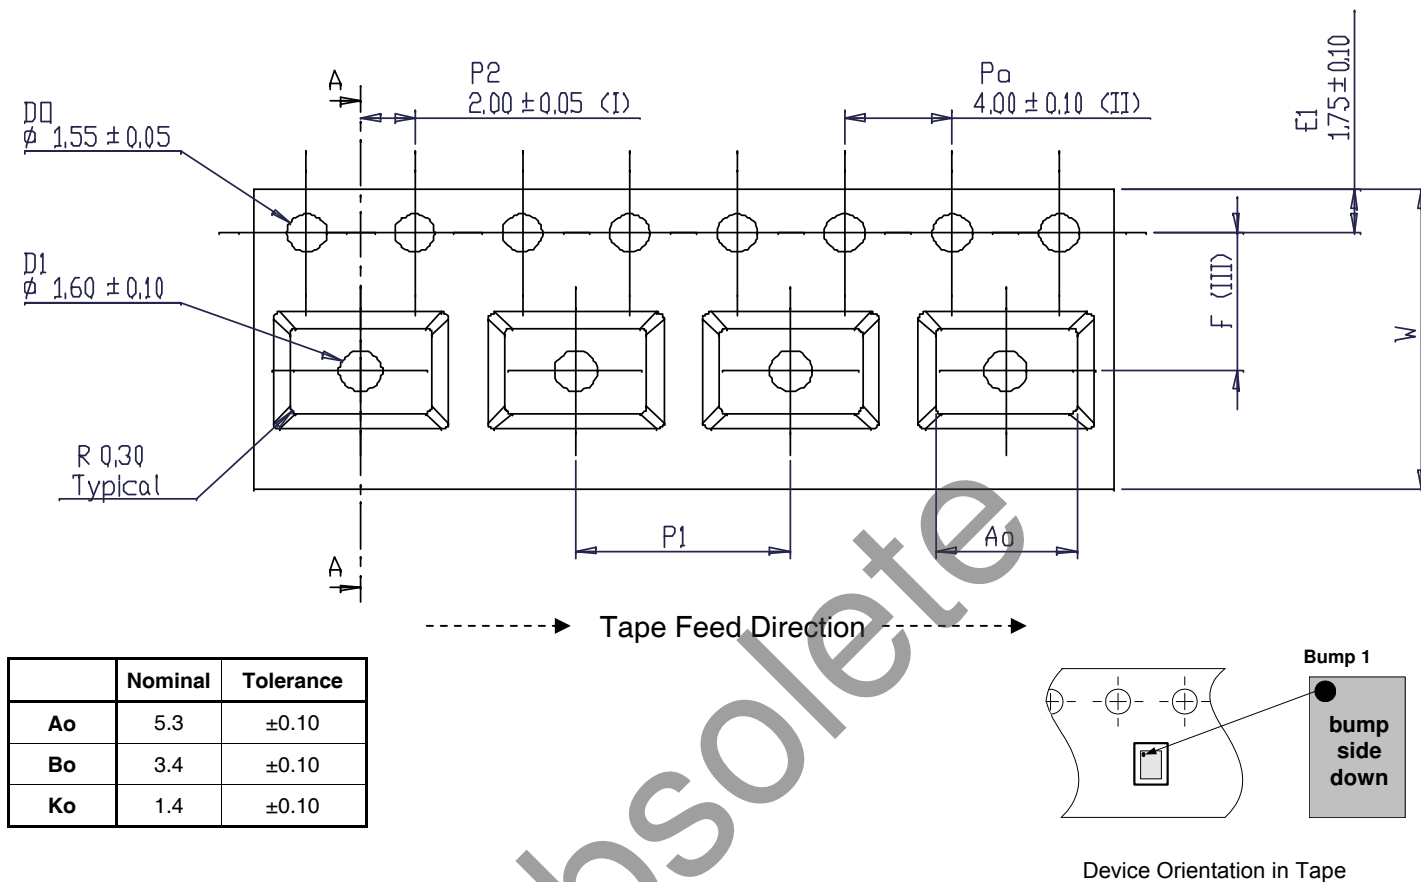 A
P2
2,00 ±0,05 (I)
Po
4,00 ±0,10 (II)
E1
1,75±0,10
D0
ø 1,55 ±0,05
D1
ø 1,60 ±0,10
F (III)
W
R 0,30
Typical
P1
Ao
A
Tape Feed Direction
Nominal Tolerance
Ao 5.3 ±0.10
Bo 3.4 ±0.10
Ko 1.4 ±0.10
Bump 1
bump
side
down
Device Orientation in Tape